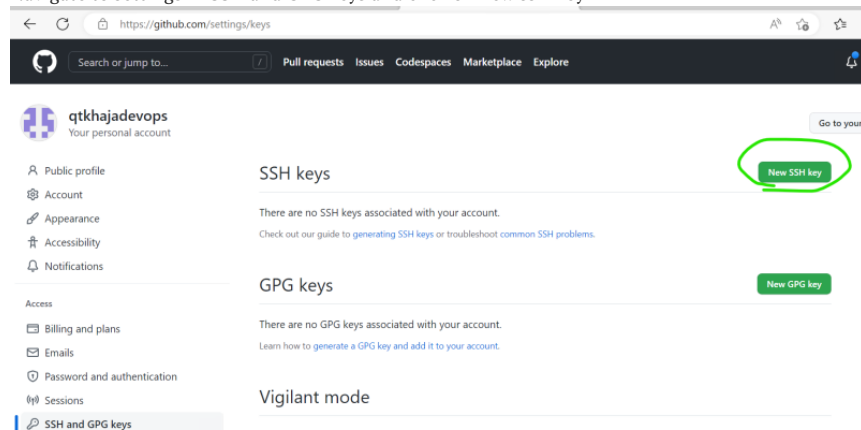 https://github.com/settings/keys
Search or jump to... / Pull requests Issues Codespaces Marketplace Explore
qtkhajadevops
Your personal account
Go to your
Public profile
Account
Appearance
Accessibility
Notifications
Access
Billing and plans
Emails
Password and authentication
Sessions
SSH and GPG keys
SSH keys
New SSH key
There are no SSH keys associated with your account.
Check out our guide to generating SSH keys or troubleshoot common SSH problems.
GPG keys
New GPG key
There are no GPG keys associated with your account.
Learn how to generate a GPG key and add it to your account.
Vigilant mode